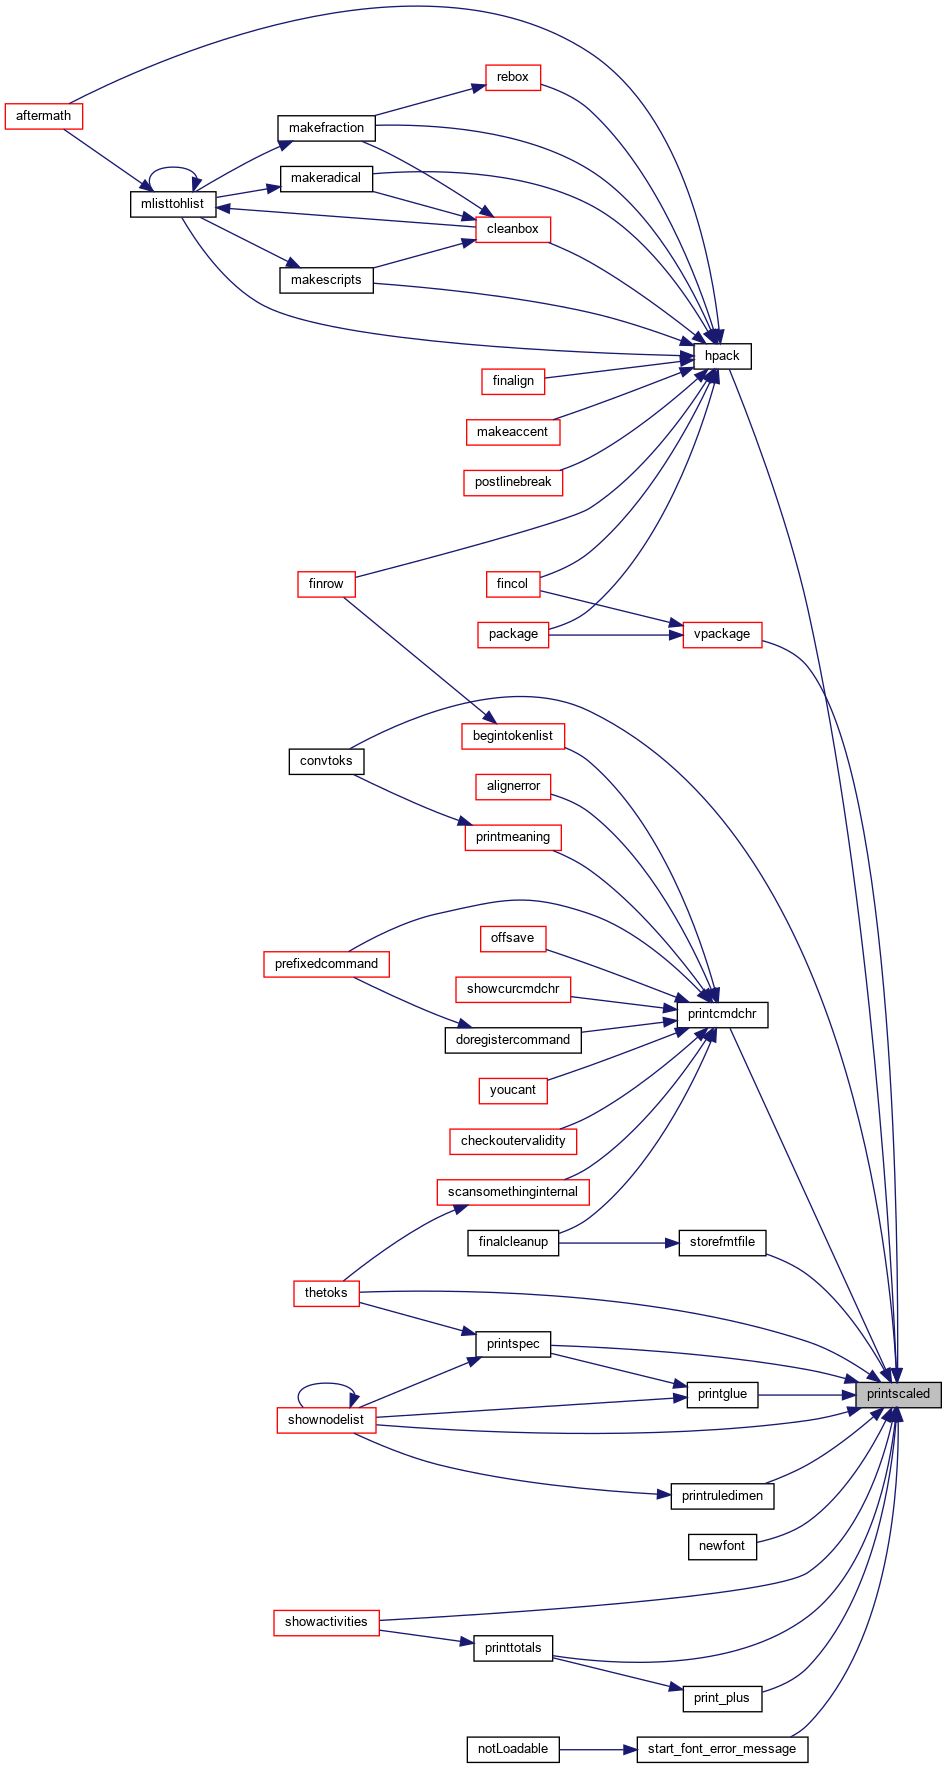 rebox
aftermath
makefraction
makeradical
mlisttohlist
cleanbox
makescripts
hpack
finalign
makeaccent
postlinebreak
finrow
fincol
package
vpackage
begintokenlist
convtoks
alignerror
printmeaning
offsave
prefixedcommand
showcurcmdchr
printcmdchr
doregistercommand
youcant
checkoutervalidity
scansomethinginternal
finalcleanup
storefmtfile
thetoks
printspec
printglue
printscaled
shownodelist
printruledimen
newfont
showactivities
printtotals
print_plus
notLoadable
start_font_error_message